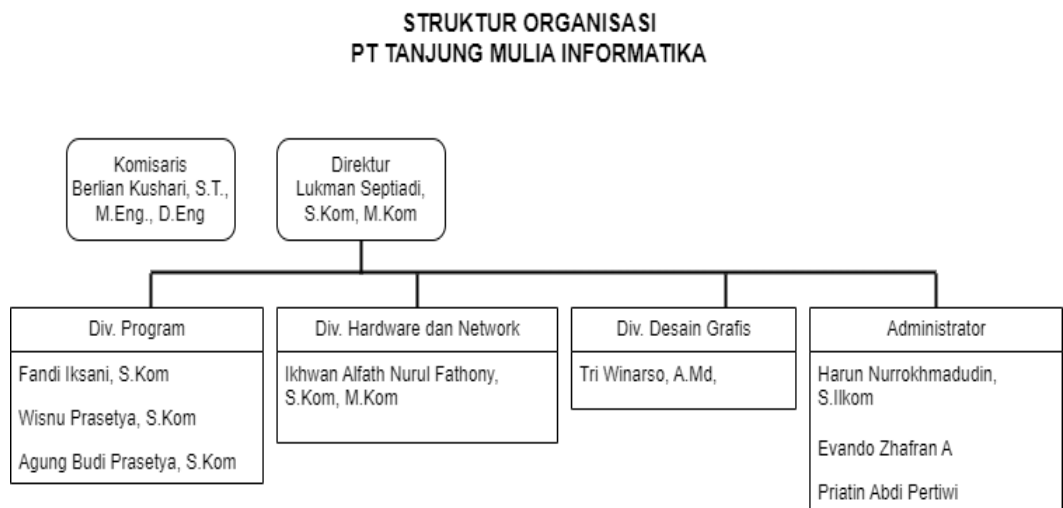 STRUKTUR ORGANISASI
PT TANJUNG MULIA INFORMATIKA
Komisaris
Berlian Kushari, S.T.,
M.Eng., D.Eng
Direktur
Lukman Septiadi,
S.Kom, M.Kom
Div. Program
Fandi Iksani, S.Kom
Wisnu Prasetya, S.Kom
Agung Budi Prasetya, S.Kom
Div. Hardware dan Network
Ikhwan Alfath Nurul Fathony,
S.Kom, M.Kom
Div. Desain Grafis
Tri Winarso, A.Md,
Administrator
Harun Nurrokhmadudin,
S.Ilkom
Evando Zhafran A
Priatin Abdi Pertiwi